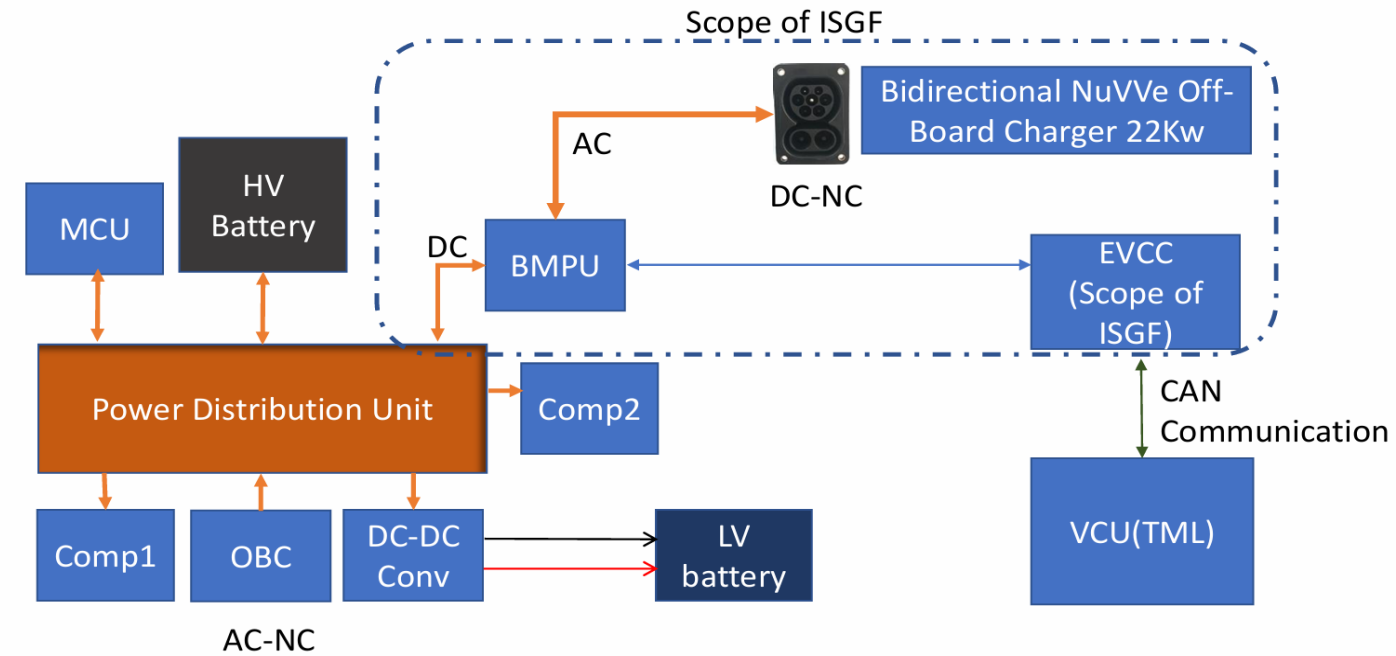 Scope of ISGF
Bidirectional NuVVe Off-
Board Charger 22Kw
AC
DC-NC
HV
Battery
MCU
DC
BMPU
EVCC
(Scope of
ISGF)
Power Distribution Unit
Comp2
CAN
Communication
Comp1
OBC
DC-DC
Conv
LV
battery
VCU(TML)
AC-NC